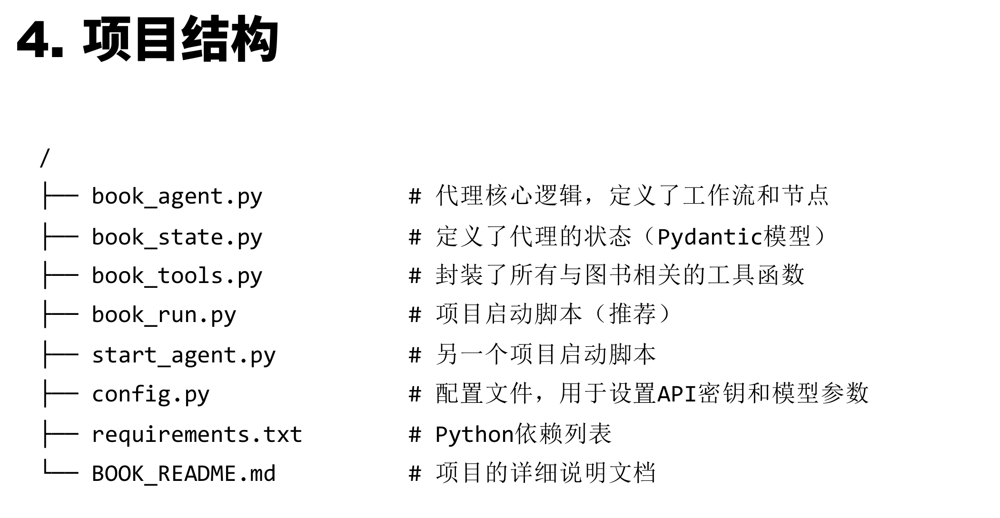 4. 项目结构
/
├── book_agent.py # 代理核心逻辑，定义了工作流和节点
├── book_state.py # 定义了代理的状态（Pydantic模型）
├── book_tools.py # 封装了所有与图书相关的工具函数
├── book_run.py # 项目启动脚本（推荐）
├── start_agent.py # 另一个项目启动脚本
├── config.py # 配置文件，用于设置API密钥和模型参数
├── requirements.txt # Python依赖列表
└── BOOK_README.md # 项目的详细说明文档